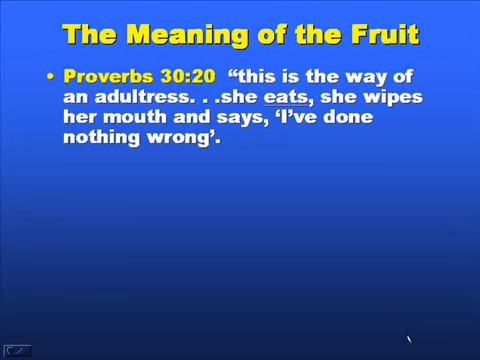 The Meaning of the Fruit
• Proverbs 30:20 “this is the way of
an adultress. . .she eats, she wipes
her mouth and says, ‘I’ve done
nothing wrong’.